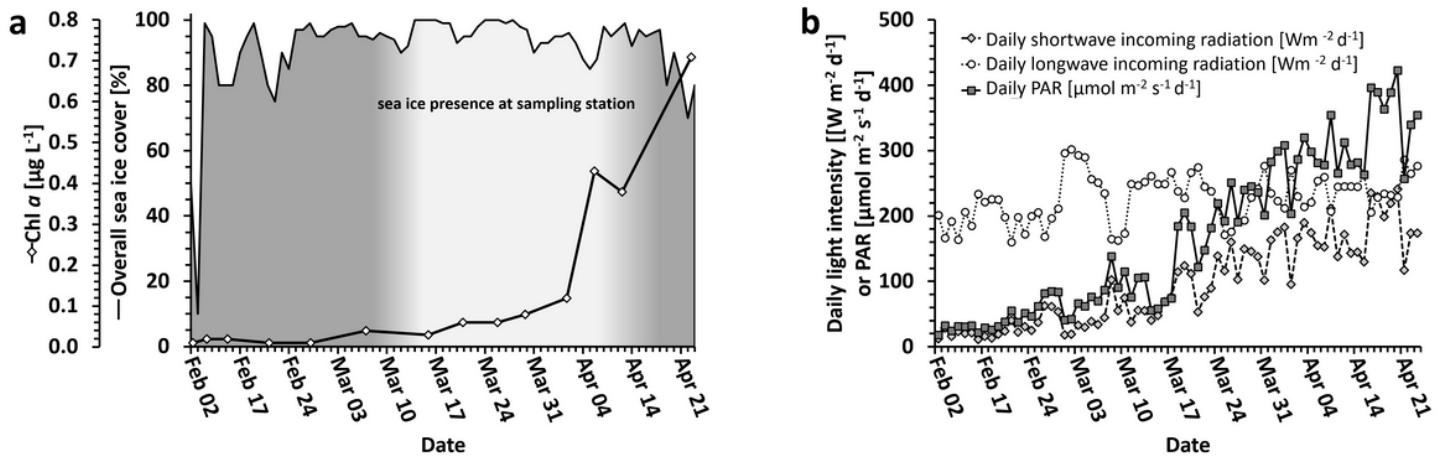 a
Chl a [µg L-1]
0.8
0.7
0.6
0.5
0.4
0.3
0.2
0.1
0.0
Overall sea ice cover [%]
100
80
60
40
20
0
sea ice presence at sampling station
Feb 02
Feb 17
Feb 24
Mar 03
Mar 10
Mar 17
Mar 24
Mar 31
Apr 04
Apr 14
Apr 21
Date
b
Daily light intensity [[W m-2 d-1]
or PAR [µmol m-2 s-1 d-1]
500
400
300
200
100
0
Daily shortwave incoming radiation [Wm -2 d-1]
Daily longwave incoming radiation [Wm -2 d-1]
Daily PAR [µmol m-2 s-1 d-1]
Feb 02
Feb 17
Feb 24
Mar 03
Mar 10
Mar 17
Mar 24
Mar 31
Apr 04
Apr 14
Apr 21
Date